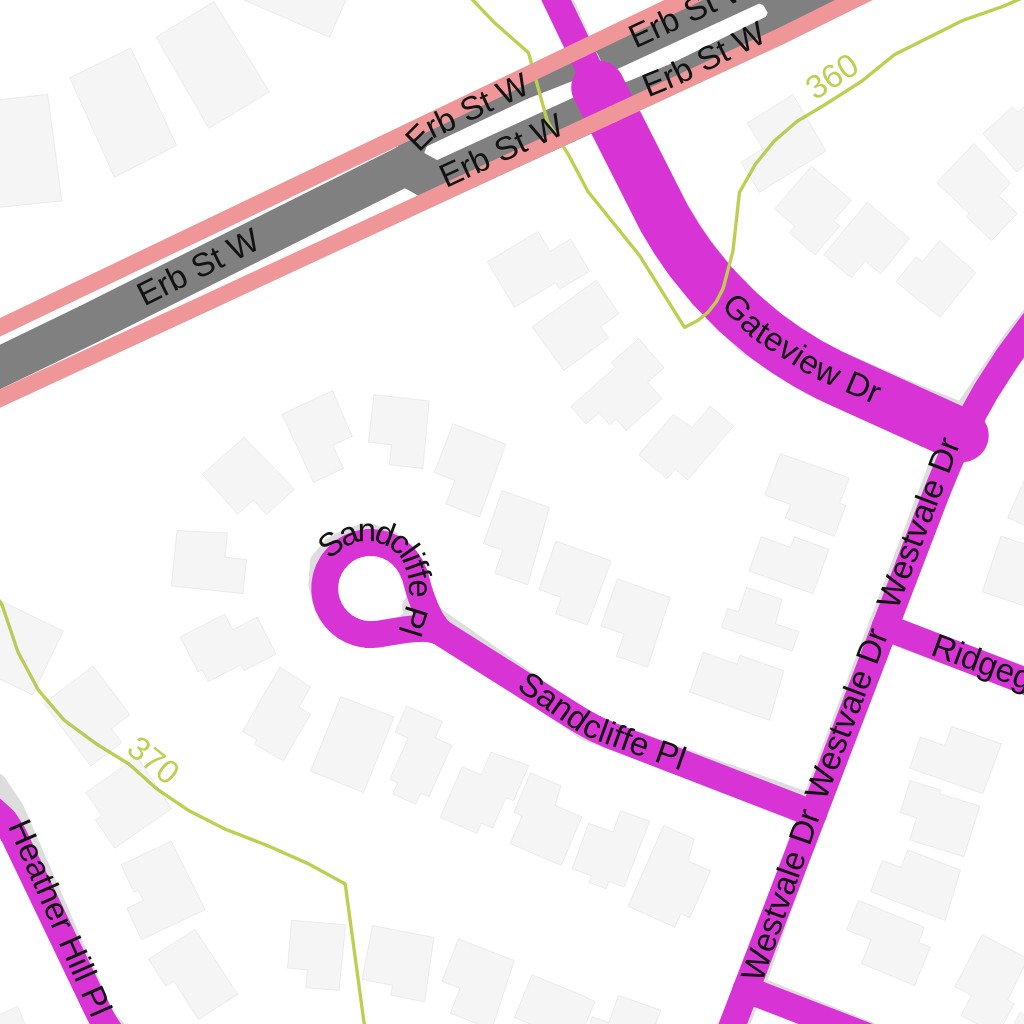 Erb St W
Erb St W
360
Erb St W
Erb St W
Erb St W
Gateview Dr
Westvale Dr
Sandcliffe Pl
Westvale Dr
Sandcliffe Pl
370
Westvale Dr
Heather Hill Pl